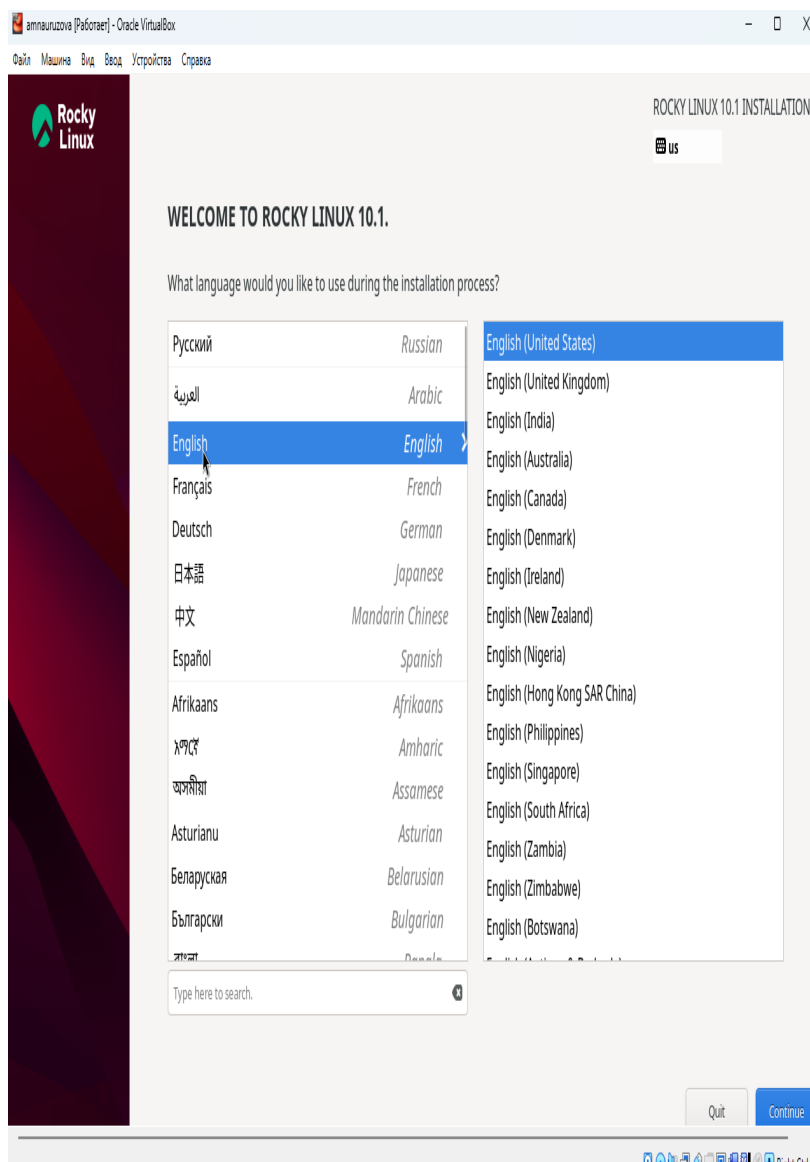 amnauruzova [Работает] - Oracle VirtualBox
Файл Машина Вид Ввод Устройства Справка
Rocky
Linux
ROCKY LINUX 10.1 INSTALLATION
us
WELCOME TO ROCKY LINUX 10.1.
What language would you like to use during the installation process?
Русский Russian
العربية Arabic
English English
Français French
Deutsch German
日本語 Japanese
中文 Mandarin Chinese
Español Spanish
Afrikaans Afrikaans
አማርኛ Amharic
অসমীয়া Assamese
Asturianu Asturian
Беларуская Belarusian
Български Bulgarian
English (United States)
English (United Kingdom)
English (India)
English (Australia)
English (Canada)
English (Denmark)
English (Ireland)
English (New Zealand)
English (Nigeria)
English (Hong Kong SAR China)
English (Philippines)
English (Singapore)
English (South Africa)
English (Zambia)
English (Zimbabwe)
English (Botswana)
Type here to search.
Quit Continue